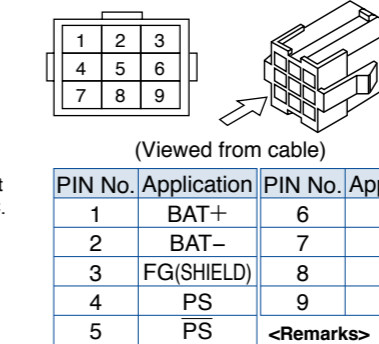 1 2 3
4 5 6
7 8 9
(Viewed from cable)
PIN No. Application PIN No.
1 BAT+ 6
2 BAT− 7
3 FG(SHIELD) 8
4 PS 9
5 P̅S̅
<Remarks>